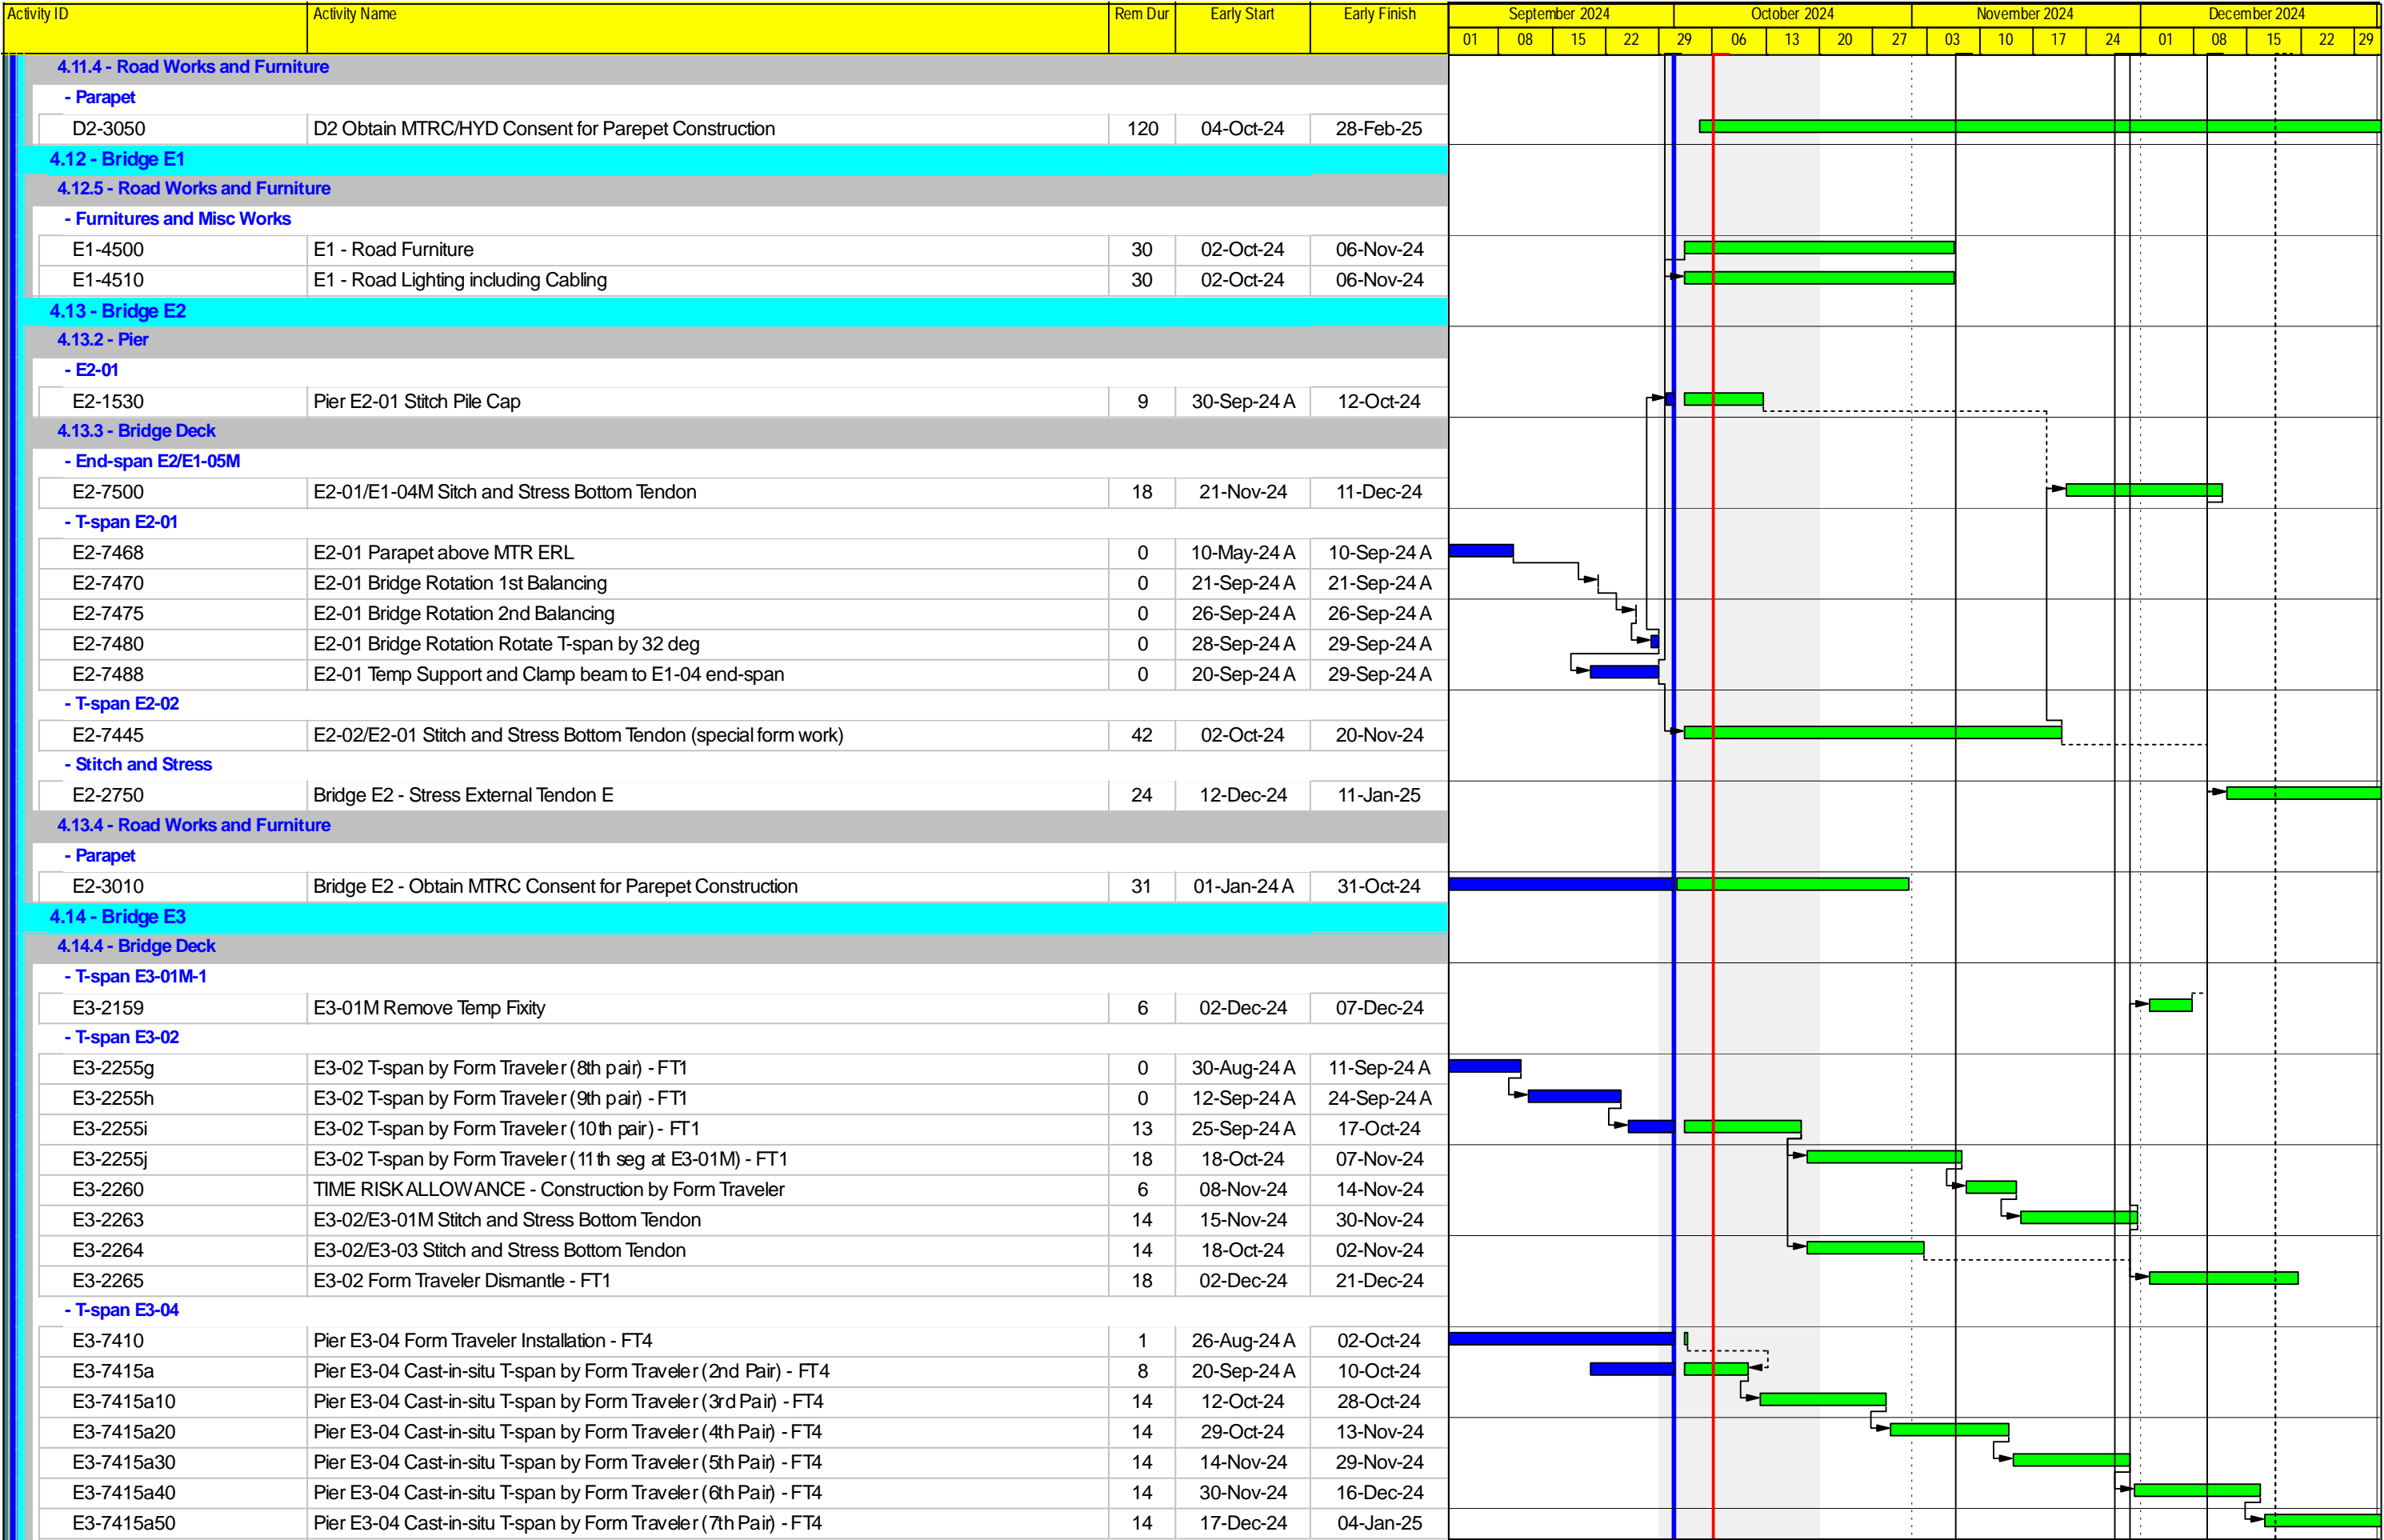 Activity ID Activity Name Rem Dur Early Start Early Finish September 2024 October 2024 November 2024 December 2024
01 08 15 22 29 06 13 20 27 03 10 17 24 01 08 15 22 29
4.11.4 - Road Works and Furniture
- Parapet
D2-3050 D2 Obtain MTRC/HYD Consent for Parepet Construction 120 04-Oct-24 28-Feb-25
4.12 - Bridge E1
4.12.5 - Road Works and Furniture
- Furnitures and Misc Works
E1-4500 E1 - Road Furniture 30 02-Oct-24 06-Nov-24
E1-4510 E1 - Road Lighting including Cabling 30 02-Oct-24 06-Nov-24
4.13 - Bridge E2
4.13.2 - Pier
- E2-01
E2-1530 Pier E2-01 Stitch Pile Cap 9 30-Sep-24 A 12-Oct-24
4.13.3 - Bridge Deck
- End-span E2/E1-05M
E2-7500 E2-01/E1-04M Sitch and Stress Bottom Tendon 18 21-Nov-24 11-Dec-24
- T-span E2-01
E2-7468 E2-01 Parapet above MTR ERL 0 10-May-24 A 10-Sep-24 A
E2-7470 E2-01 Bridge Rotation 1st Balancing 0 21-Sep-24 A 21-Sep-24 A
E2-7475 E2-01 Bridge Rotation 2nd Balancing 0 26-Sep-24 A 26-Sep-24 A
E2-7480 E2-01 Bridge Rotation Rotate T-span by 32 deg 0 28-Sep-24 A 29-Sep-24 A
E2-7488 E2-01 Temp Support and Clamp beam to E1-04 end-span 0 20-Sep-24 A 29-Sep-24 A
- T-span E2-02
E2-7445 E2-02/E2-01 Stitch and Stress Bottom Tendon (special form work) 42 02-Oct-24 20-Nov-24
- Stitch and Stress
E2-2750 Bridge E2 - Stress External Tendon E 24 12-Dec-24 11-Jan-25
4.13.4 - Road Works and Furniture
- Parapet
E2-3010 Bridge E2 - Obtain MTRC Consent for Parepet Construction 31 01-Jan-24 A 31-Oct-24
4.14 - Bridge E3
4.14.4 - Bridge Deck
- T-span E3-01M-1
E3-2159 E3-01M Remove Temp Fixity 6 02-Dec-24 07-Dec-24
- T-span E3-02
E3-2255g E3-02 T-span by Form Traveler (8th pair) - FT1 0 30-Aug-24 A 11-Sep-24 A
E3-2255h E3-02 T-span by Form Traveler (9th pair) - FT1 0 12-Sep-24 A 24-Sep-24 A
E3-2255i E3-02 T-span by Form Traveler (10th pair) - FT1 13 25-Sep-24 A 17-Oct-24
E3-2255j E3-02 T-span by Form Traveler (11th seg at E3-01M) - FT1 18 18-Oct-24 07-Nov-24
E3-2260 TIME RISK ALLOWANCE - Construction by Form Traveler 6 08-Nov-24 14-Nov-24
E3-2263 E3-02/E3-01M Stitch and Stress Bottom Tendon 14 15-Nov-24 30-Nov-24
E3-2264 E3-02/E3-03 Stitch and Stress Bottom Tendon 14 18-Oct-24 02-Nov-24
E3-2265 E3-02 Form Traveler Dismantle - FT1 18 02-Dec-24 21-Dec-24
- T-span E3-04
E3-7410 Pier E3-04 Form Traveler Installation - FT4 1 26-Aug-24 A 02-Oct-24
E3-7415a Pier E3-04 Cast-in-situ T-span by Form Traveler (2nd Pair) - FT4 8 20-Sep-24 A 10-Oct-24
E3-7415a10 Pier E3-04 Cast-in-situ T-span by Form Traveler (3rd Pair) - FT4 14 12-Oct-24 28-Oct-24
E3-7415a20 Pier E3-04 Cast-in-situ T-span by Form Traveler (4th Pair) - FT4 14 29-Oct-24 13-Nov-24
E3-7415a30 Pier E3-04 Cast-in-situ T-span by Form Traveler (5th Pair) - FT4 14 14-Nov-24 29-Nov-24
E3-7415a40 Pier E3-04 Cast-in-situ T-span by Form Traveler (6th Pair) - FT4 14 30-Nov-24 16-Dec-24
E3-7415a50 Pier E3-04 Cast-in-situ T-span by Form Traveler (7th Pair) - FT4 14 17-Dec-24 04-Jan-25